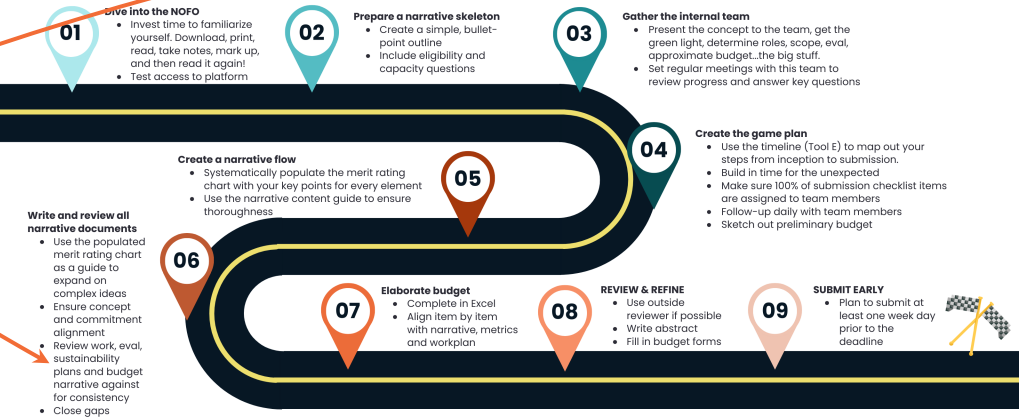 01
Dive into the NOFO
• Invest time to familiarize
yourself. Download, print,
read, take notes, mark up,
and then read it again!
• Test access to platform
02
Prepare a narrative skeleton
• Create a simple, bullet-
point outline
• Include eligibility and
capacity questions
03
Gather the internal team
• Present the concept to the team, get the
green light, determine roles, scope, eval,
approximate budget...the big stuff.
• Set regular meetings with this team to
review progress and answer key questions
04
Create the game plan
• Use the timeline (Tool E) to map out your
steps from inception to submission.
• Build in time for the unexpected
• Make sure 100% of submission checklist items
are assigned to team members
• Follow-up daily with team members
• Sketch out preliminary budget
Create a narrative flow
• Systematically populate the merit rating
chart with your key points for every element
• Use the narrative content guide to ensure
thoroughness
05
Write and review all
narrative documents
• Use the populated
merit rating chart
as a guide to
expand on
complex ideas
• Ensure concept
and commitment
alignment
• Review work, eval,
sustainability
plans and budget
narrative against
for consistency
• Close gaps
06
07
Elaborate budget
• Complete in Excel
• Align item by item
with narrative, metrics
and workplan
08
REVIEW & REFINE
• Use outside
reviewer if possible
• Write abstract
• Fill in budget forms
09
SUBMIT EARLY
• Plan to submit at
least one week day
prior to the
deadline